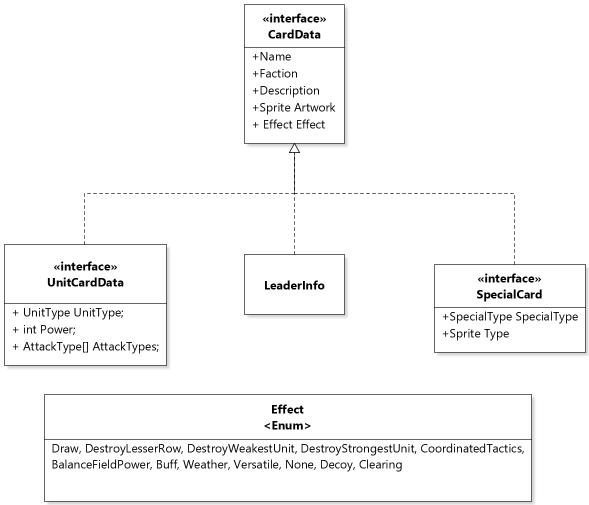 «interface»
CardData
+Name
+Faction
+Description
+Sprite Artwork
+ Effect Effect
«interface»
UnitCardData
+ UnitType UnitType;
+ int Power;
+ AttackType[] AttackTypes;
LeaderInfo
«interface»
SpecialCard
+SpecialType SpecialType
+Sprite Type
Effect
<Enum>
Draw, DestroyLesserRow, DestroyWeakestUnit, DestroyStrongestUnit, CoordinatedTactics,
BalanceFieldPower, Buff, Weather, Versatile, None, Decoy, Clearing